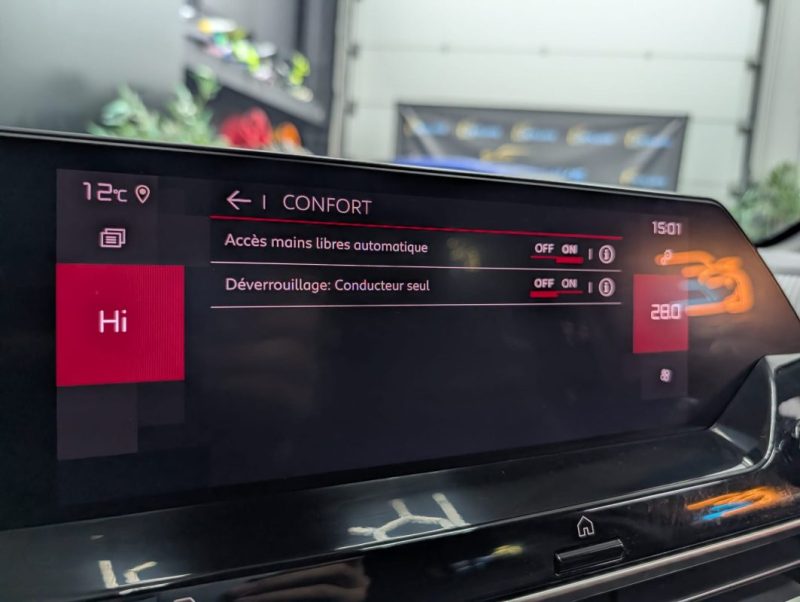 12°C
CONFORT
15:01
Accès mains libres automatique OFF ON
Déverrouillage: Conducteur seul OFF ON
Hi
28.0